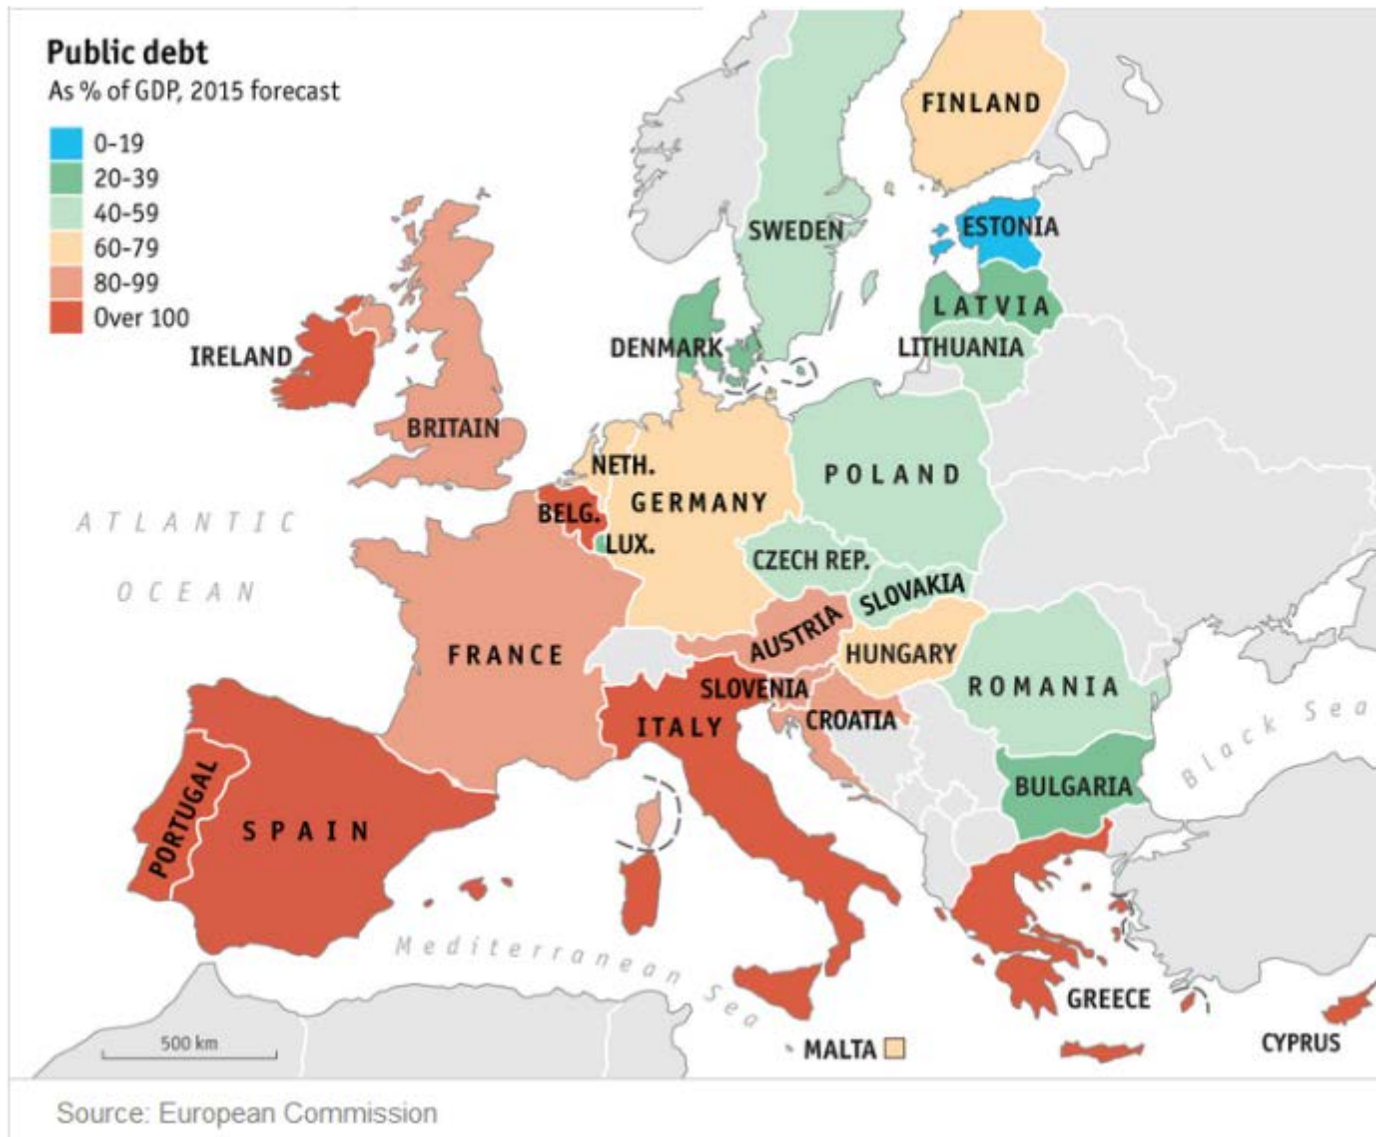 Public debt
As % of GDP, 2015 forecast
0-19
20-39
40-59
60-79
80-99
Over 100
FINLAND
SWEDEN
ESTONIA
LATVIA
LITHUANIA
DENMARK
IRELAND
BRITAIN
NETH.
GERMANY
POLAND
BELG.
LUX.
CZECH REP.
SLOVAKIA
ATLANTIC
OCEAN
FRANCE
AUSTRIA
HUNGARY
SLOVENIA
ROMANIA
ITALY
CROATIA
Black Sea
BULGARIA
PORTUGAL
SPAIN
Mediterranean Sea
GREECE
CYPRUS
MALTA
500 km
Source: European Commission